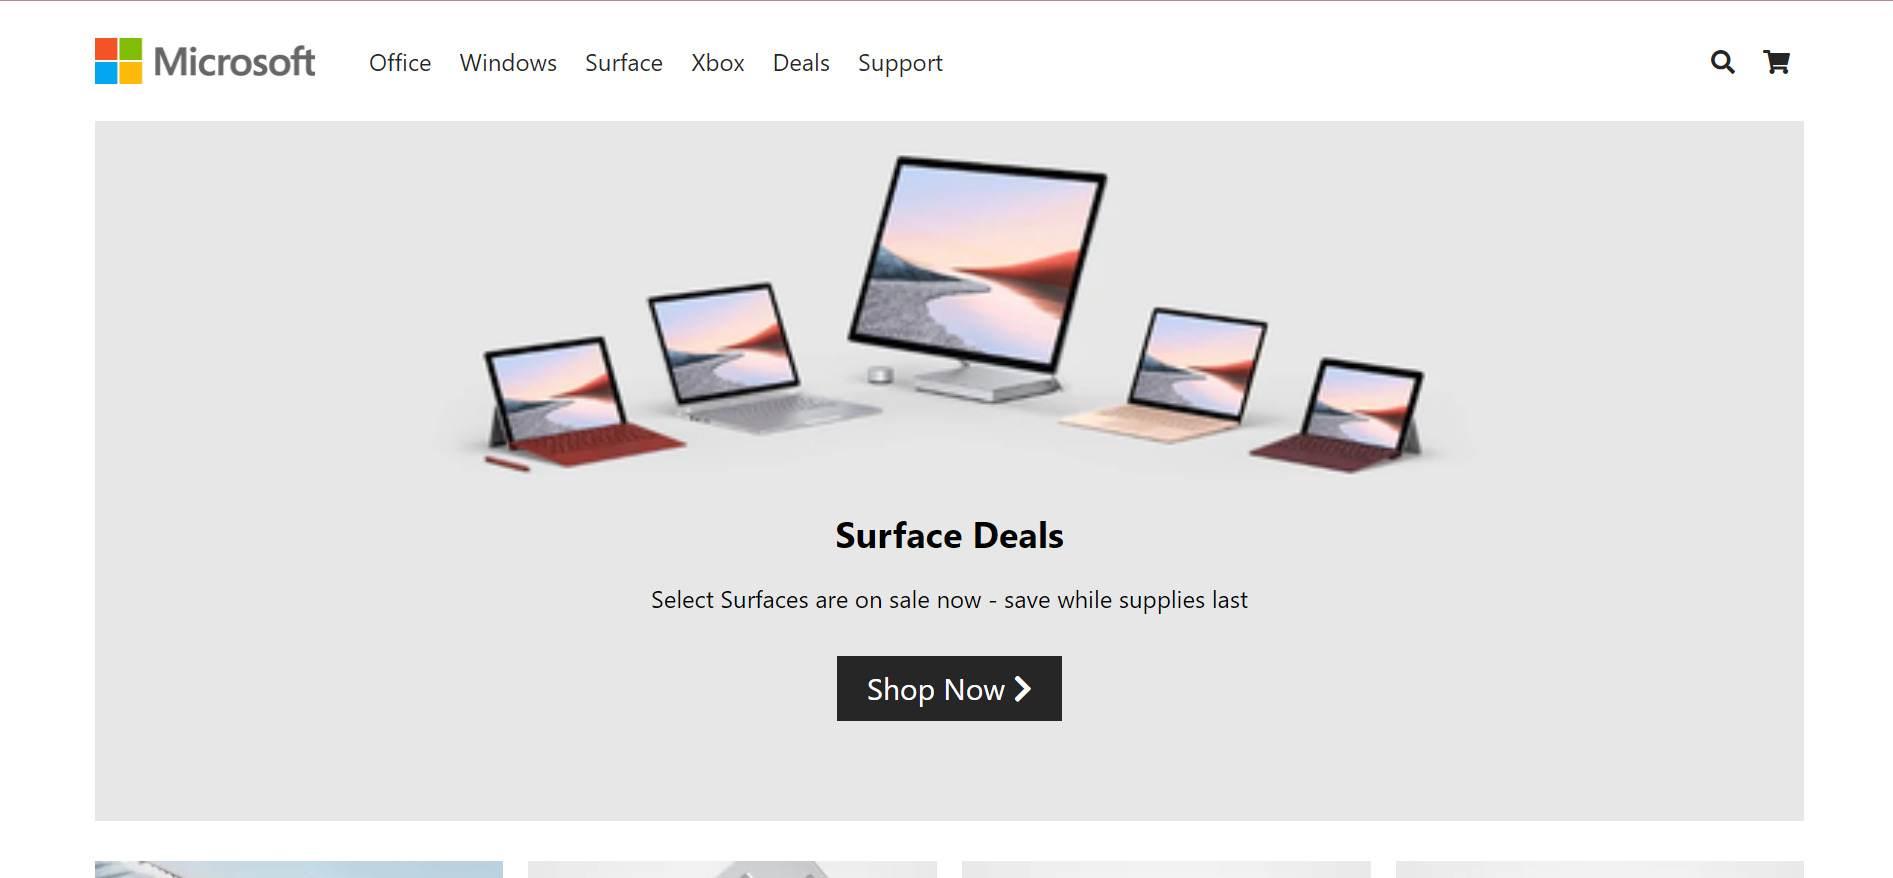 Microsoft Office Windows Surface Xbox Deals Support
Surface Deals
Select Surfaces are on sale now - save while supplies last
Shop Now